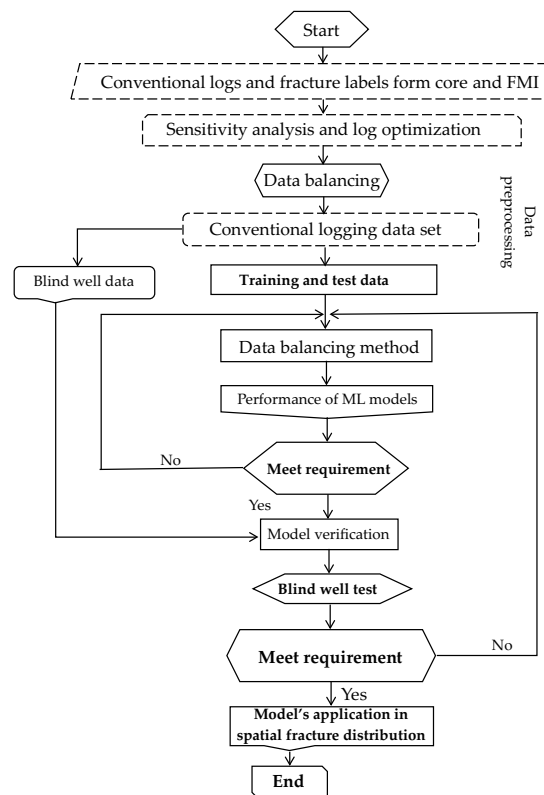 Start
Conventional logs and fracture labels form core and FMI
Sensitivity analysis and log optimization
Data balancing
Data
preprocessing
Conventional logging data set
Blind well data
Training and test data
Data balancing method
Performance of ML models
No
Meet requirement
Yes
Model verification
Blind well test
Meet requirement
No
Yes
Model's application in
spatial fracture distribution
End